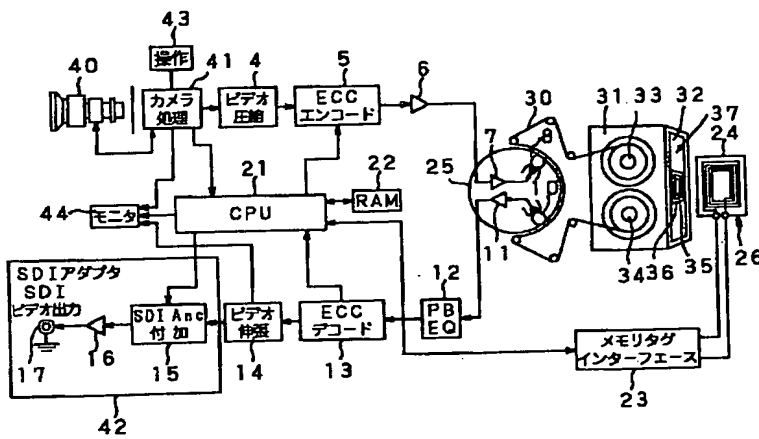 43
操作
40
41
カメラ
処理
4
ビデオ
圧縮
5
ECC
エンコード
6
7
30
8
25
11
31
33
32
37
24
34
36
35
26
21
CPU
22
RAM
44
モニタ
12
PB
EQ
SDIアダプタ
SDI
ビデオ出力
17
16
SDI Anc
付加
15
ビデオ
伸張
14
ECC
デコード
13
メモリタグ
インターフェース
23
42